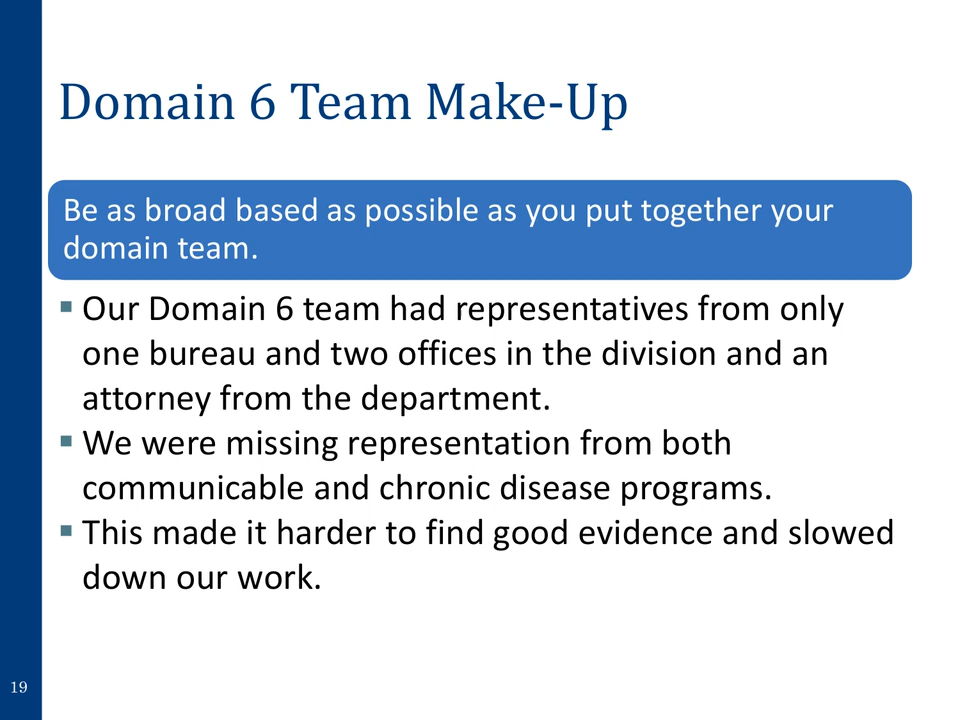 Domain 6 Team Make-Up
Be as broad based as possible as you put together your
domain team.
▪ Our Domain 6 team had representatives from only
one bureau and two offices in the division and an
attorney from the department.
▪ We were missing representation from both
communicable and chronic disease programs.
▪ This made it harder to find good evidence and slowed
down our work.
19